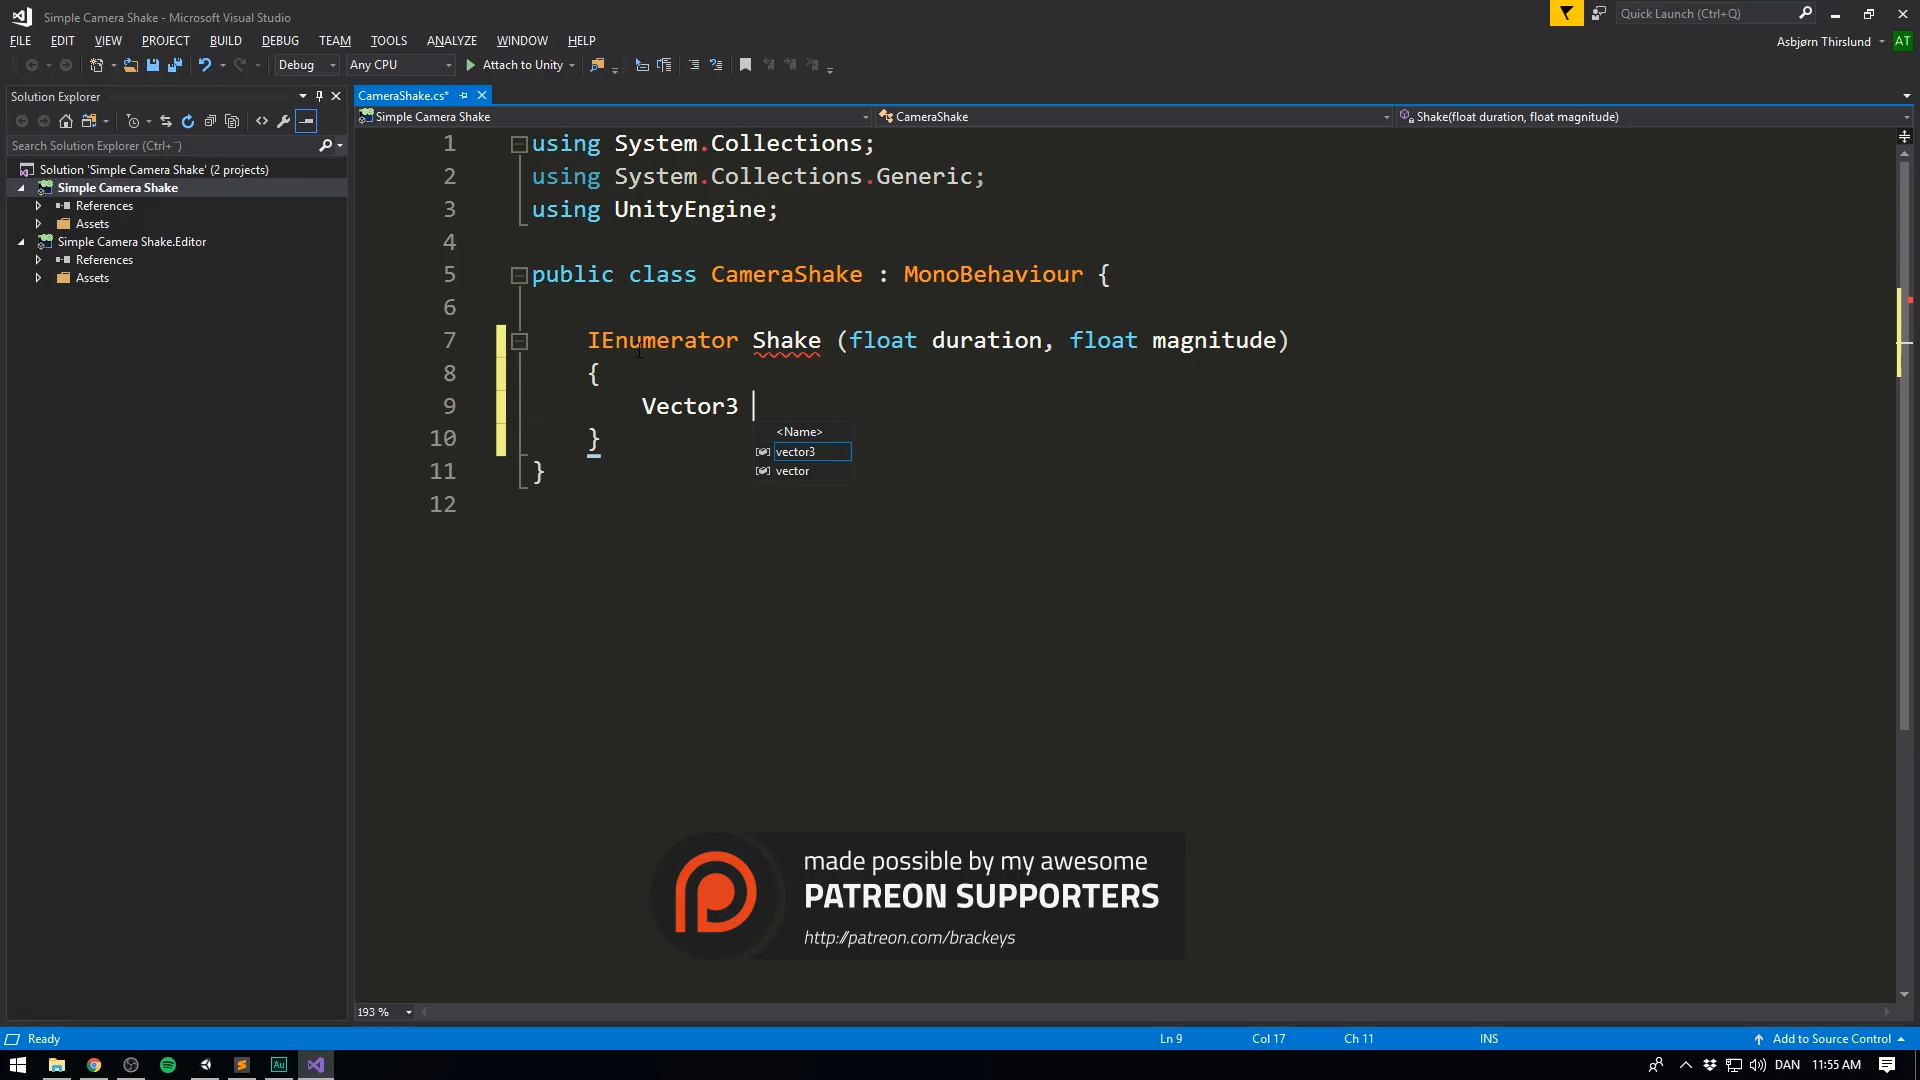 Simple Camera Shake - Microsoft Visual Studio
Quick Launch (Ctrl+Q)
FILE EDIT VIEW PROJECT BUILD DEBUG TEAM TOOLS ANALYZE WINDOW HELP
Asbjørn Thirslund AT
Debug Any CPU Attach to Unity
Solution Explorer
CameraShake.cs*
Simple Camera Shake CameraShake Shake(float duration, float magnitude)
Search Solution Explorer (Ctrl+¨)
Solution 'Simple Camera Shake' (2 projects)
Simple Camera Shake
References
Assets
Simple Camera Shake.Editor
References
Assets
1 using System.Collections;
2 using System.Collections.Generic;
3 using UnityEngine;
4
5 public class CameraShake : MonoBehaviour {
6
7 IEnumerator Shake (float duration, float magnitude)
8 {
9 Vector3
<Name>
vector3
vector
10 }
11 }
12
made possible by my awesome
PATREON SUPPORTERS
http://patreon.com/brackeys
193 %
Ready Ln 9 Col 17 Ch 11 INS Add to Source Control
Au DAN 11:55 AM